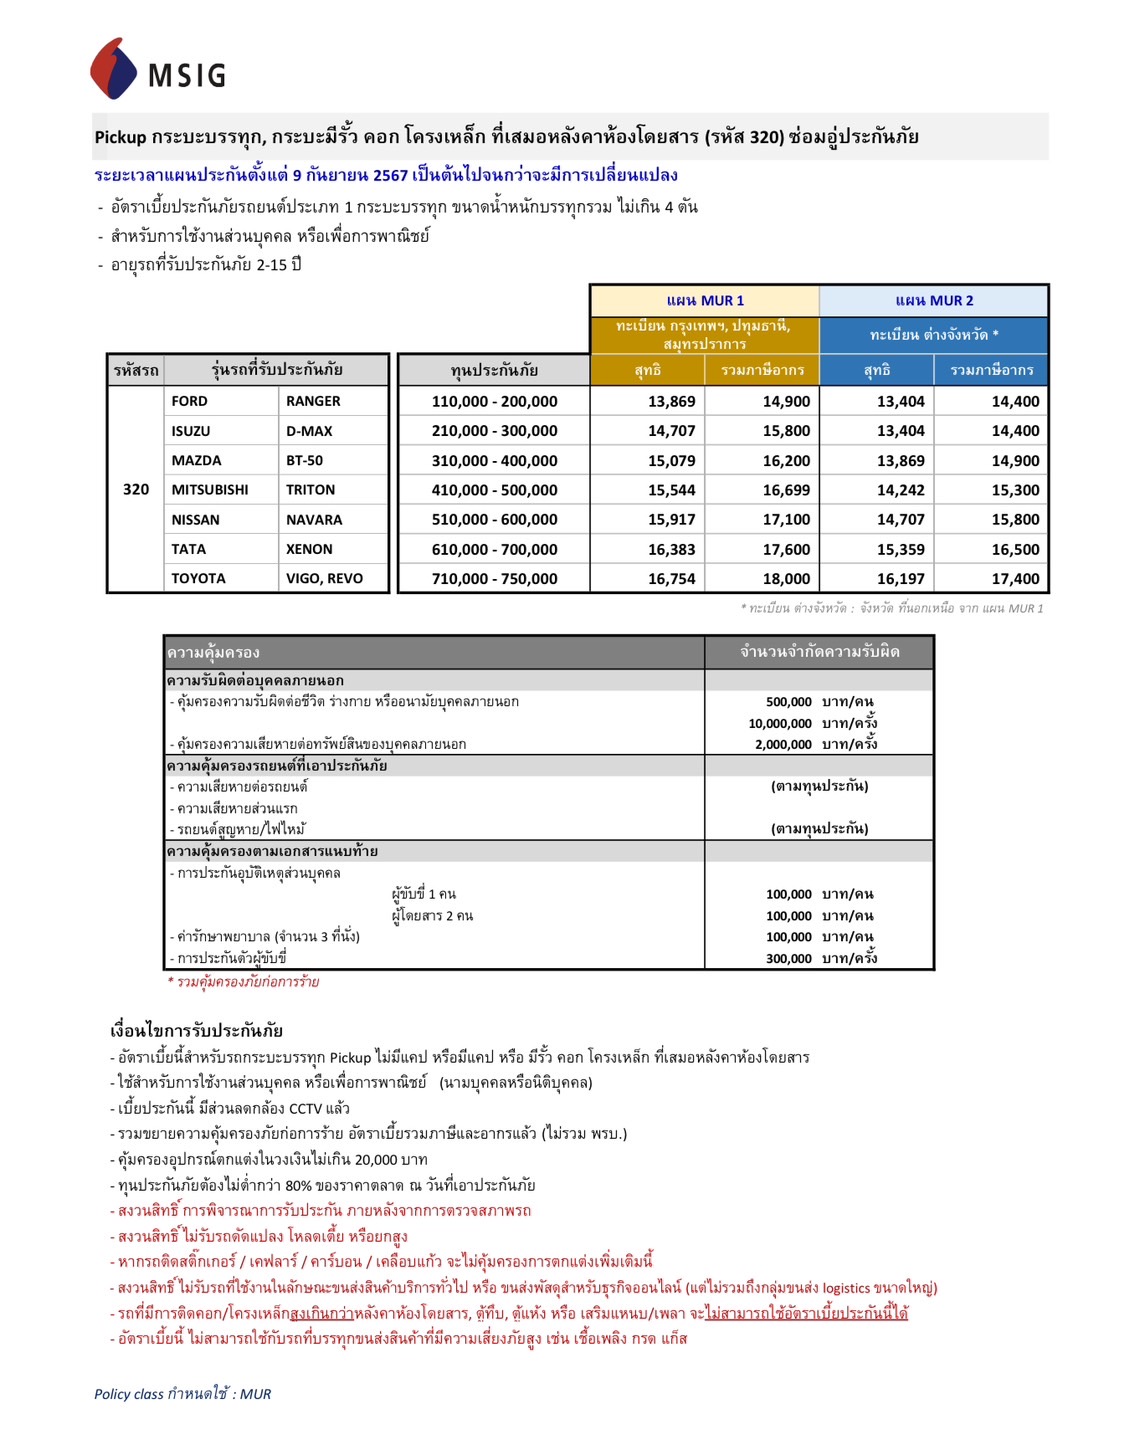 MSIG
Pickup กระบะบรรทุก, กระบะมีรั้ว คอก โครงเหล็ก ที่เสมอหลังคาห้องโดยสาร (รหัส 320) ซ่อมอู่ประกันภัย
ระยะเวลาแผนประกันตั้งแต่ 9 กันยายน 2567 เป็นต้นไปจนกว่าจะมีการเปลี่ยนแปลง
- อัตราเบี้ยประกันภัยรถยนต์ประเภท 1 กระบะบรรทุก ขนาดน้ำหนักบรรทุกรวม ไม่เกิน 4 ตัน
- สำหรับการใช้งานส่วนบุคคล หรือเพื่อการพาณิชย์
- อายุรถที่รับประกันภัย 2-15 ปี
แผน MUR 1 แผน MUR 2
ทะเบียน กรุงเทพฯ, ปทุมธานี,
สมุทรปราการ ทะเบียน ต่างจังหวัด *
รหัสรถ รุ่นรถที่รับประกันภัย ทุนประกันภัย สุทธิ รวมภาษีอากร สุทธิ รวมภาษีอากร
FORD RANGER 110,000 - 200,000 13,869 14,900 13,404 14,400
ISUZU D-MAX 210,000 - 300,000 14,707 15,800 13,404 14,400
MAZDA BT-50 310,000 - 400,000 15,079 16,200 13,869 14,900
320 MITSUBISHI TRITON 410,000 - 500,000 15,544 16,699 14,242 15,300
NISSAN NAVARA 510,000 - 600,000 15,917 17,100 14,707 15,800
TATA XENON 610,000 - 700,000 16,383 17,600 15,359 16,500
TOYOTA VIGO, REVO 710,000 - 750,000 16,754 18,000 16,197 17,400
* ทะเบียน ต่างจังหวัด : จังหวัด ที่นอกเหนือ จาก แผน MUR 1
ความคุ้มครอง จำนวนจำกัดความรับผิด
ความรับผิดต่อบุคคลภายนอก
- คุ้มครองความรับผิดต่อชีวิต ร่างกาย หรืออนามัยบุคคลภายนอก 500,000 บาท/คน
10,000,000 บาท/ครั้ง
- คุ้มครองความเสียหายต่อทรัพย์สินของบุคคลภายนอก 2,000,000 บาท/ครั้ง
ความคุ้มครองรถยนต์ที่เอาประกันภัย
- ความเสียหายต่อรถยนต์ (ตามทุนประกัน)
- ความเสียหายส่วนแรก
- รถยนต์สูญหาย/ไฟไหม้ (ตามทุนประกัน)
ความคุ้มครองตามเอกสารแนบท้าย
- การประกันอุบัติเหตุส่วนบุคคล
ผู้ขับขี่ 1 คน 100,000 บาท/คน
ผู้โดยสาร 2 คน 100,000 บาท/คน
- ค่ารักษาพยาบาล (จำนวน 3 ที่นั่ง) 100,000 บาท/คน
- การประกันตัวผู้ขับขี่ 300,000 บาท/ครั้ง
* รวมคุ้มครองภัยก่อการร้าย
เงื่อนไขการรับประกันภัย
- อัตราเบี้ยนี้สำหรับรถกระบะบรรทุก Pickup ไม่มีแคป หรือมีแคป หรือ มีรั้ว คอก โครงเหล็ก ที่เสมอหลังคาห้องโดยสาร
- ใช้สำหรับการใช้งานส่วนบุคคล หรือเพื่อการพาณิชย์ (นามบุคคลหรือนิติบุคคล)
- เบี้ยประกันนี้ มีส่วนลดกล้อง CCTV แล้ว
- รวมขยายความคุ้มครองภัยก่อการร้าย อัตราเบี้ยรวมภาษีและอากรแล้ว (ไม่รวม พรบ.)
- คุ้มครองอุปกรณ์ตกแต่งในวงเงินไม่เกิน 20,000 บาท
- ทุนประกันภัยต้องไม่ต่ำกว่า 80% ของราคาตลาด ณ วันที่เอาประกันภัย
- สงวนสิทธิ์ การพิจารณาการรับประกัน ภายหลังจากการตรวจสภาพรถ
- สงวนสิทธิ์ ไม่รับรถดัดแปลง โหลดเตี้ย หรือยกสูง
- หากรถติดสติ๊กเกอร์ / เคฟลาร์ / คาร์บอน / เคลือบแก้ว จะไม่คุ้มครองการตกแต่งเพิ่มเติมนี้
- สงวนสิทธิ์ ไม่รับรถที่ใช้งานในลักษณะขนส่งสินค้าบริการทั่วไป หรือ ขนส่งพัสดุสำหรับธุรกิจออนไลน์ (แต่ไม่รวมถึงกลุ่มขนส่ง logistics ขนาดใหญ่)
- รถที่มีการติดคอก/โครงเหล็กสูงเกินกว่าหลังคาห้องโดยสาร, ตู้ทึบ, ตู้แห้ง หรือ เสริมแหนบ/เพลา จะไม่สามารถใช้อัตราเบี้ยประกันนี้ได้
- อัตราเบี้ยนี้ ไม่สามารถใช้กับรถที่บรรทุกขนส่งสินค้าที่มีความเสี่ยงภัยสูง เช่น เชื้อเพลิง กรด แก็ส
Policy class กำหนดใช้ : MUR